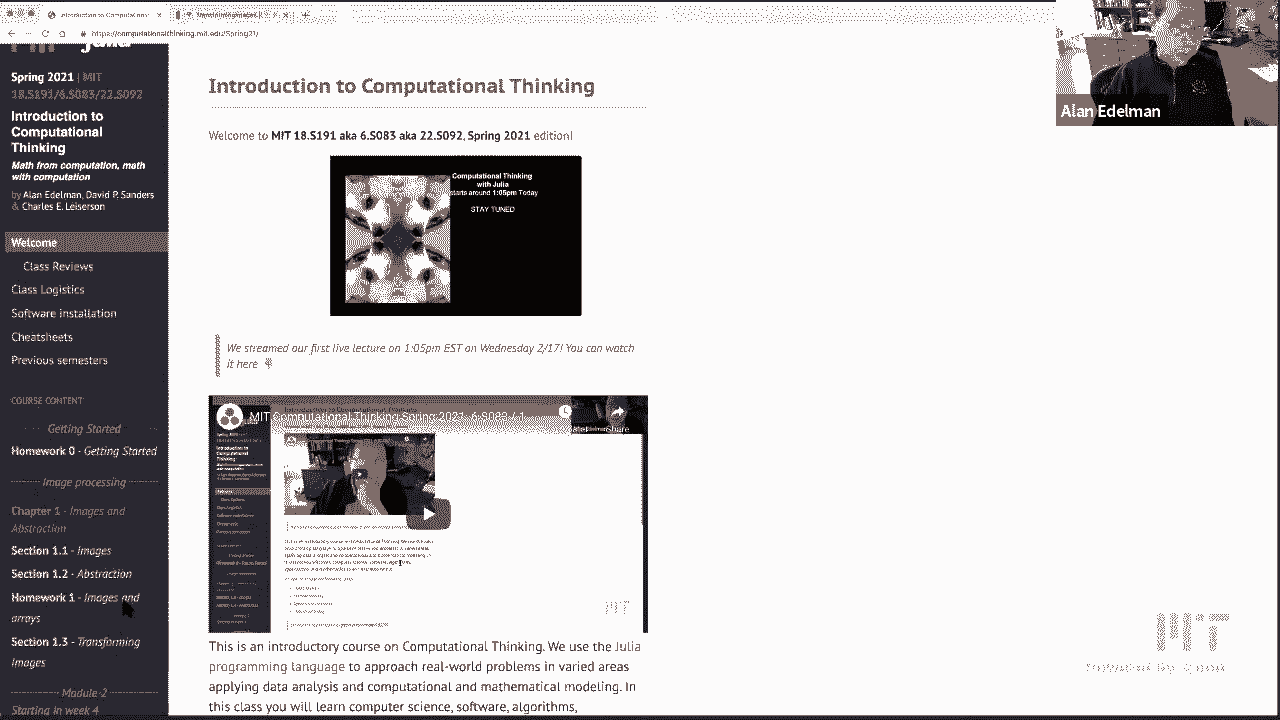 https://computationalthinking.mit.edu/Spring21/
Julia
Spring 2021 | MIT
18.S191/6.S083/22.S092
Introduction to
Computational
Thinking
Math from computation, math
with computation
by Alan Edelman, David P. Sanders
& Charles E. Leiserson
Welcome
Class Reviews
Class Logistics
Software installation
Cheatsheets
Previous semesters
COURSE CONTENT
Getting Started
Homework 0 - Getting Started
Image processing
Chapter 1 - Images and
Abstraction
Section 1.1 - Images
Section 1.2 - Abstraction
Homework 1 - Images and
arrays
Section 1.3 - Transforming
Images
Module 2
Starting in week 4
Introduction to Computational Thinking
Welcome to MIT 18.S191 aka 6.S083 aka 22.S092, Spring 2021 edition!
Computational Thinking
with Julia
starts around 1:05pm Today
STAY TUNED
We streamed our first live lecture on 1:05pm EST on Wednesday 2/17! You can watch
it here
MIT Computational Thinking Spring 2021
Share
This is an introductory course on Computational Thinking. We use the Julia
programming language to approach real-world problems in varied areas
applying data analysis and computational and mathematical modeling. In
this class you will learn computer science, software, algorithms,
Alan Edelman
MIT